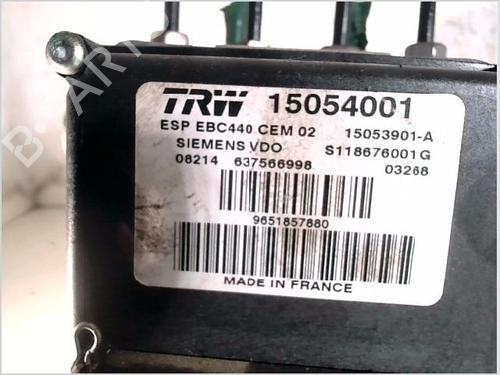 TRW 15054001
ESP EBC440 CEM 02 15053901-A
SIEMENS VDO S118676001G
08214 637566998 03268
9651857880
MADE IN FRANCE